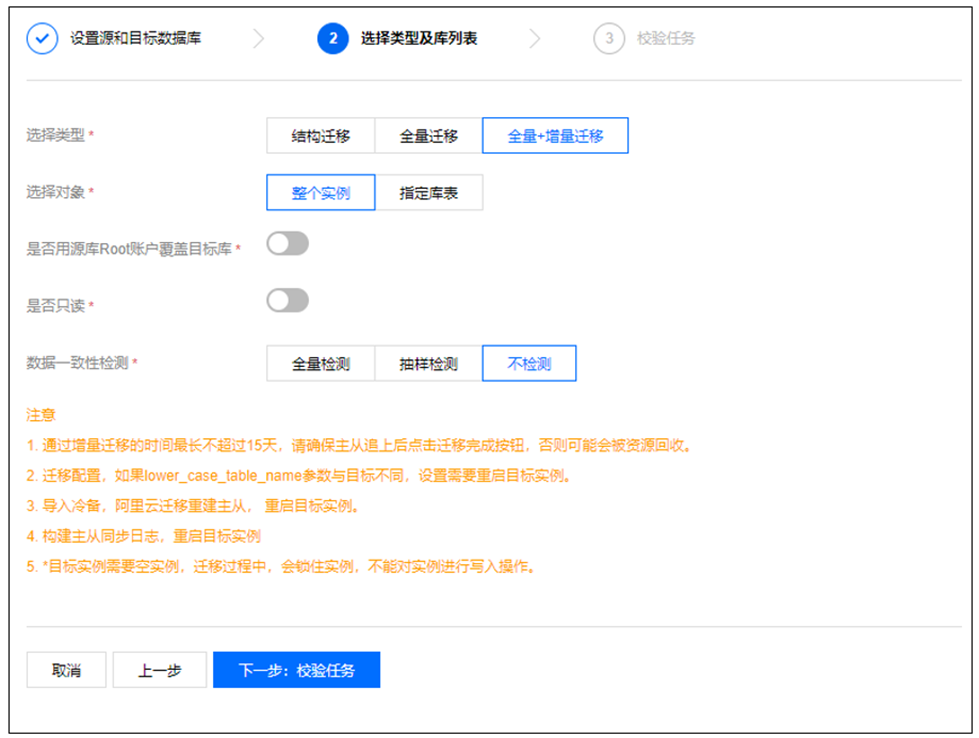 设置源和目标数据库
2 选择类型及库列表
3 校验任务
选择类型 * 结构迁移 全量迁移 全量+增量迁移
选择对象 * 整个实例 指定库表
是否用源库Root账户覆盖目标库 *
是否只读 *
数据一致性检测 * 全量检测 抽样检测 不检测
注意
1. 通过增量迁移的时间最长不超过15天，请确保主从追上后点击迁移完成按钮，否则可能会被资源回收。
2. 迁移配置，如果lower_case_table_name参数与目标不同，设置需要重启目标实例。
3. 导入冷备，阿里云迁移重建主从， 重启目标实例。
4. 构建主从同步日志，重启目标实例
5. *目标实例需要空实例，迁移过程中，会锁住实例，不能对实例进行写入操作。
取消 上一步 下一步：校验任务